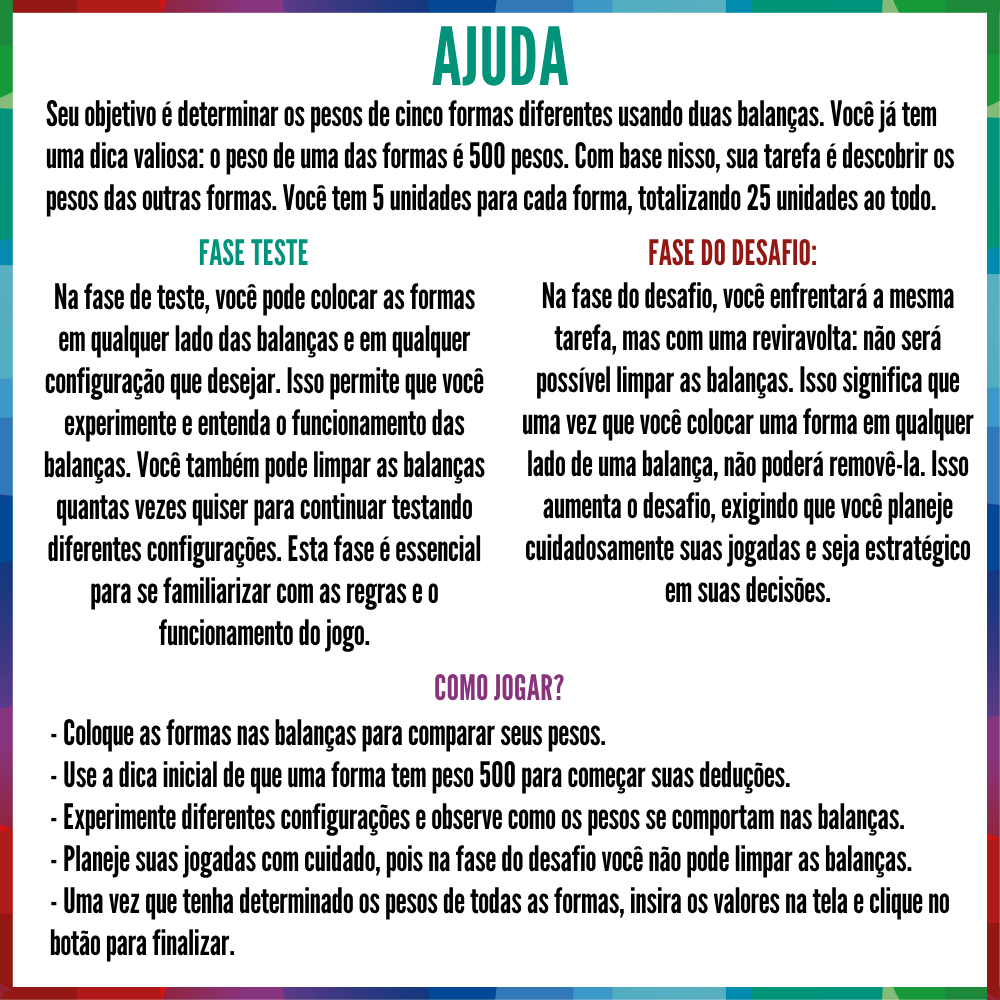 AJUDA
Seu objetivo é determinar os pesos de cinco formas diferentes usando duas balanças. Você já tem
uma dica valiosa: o peso de uma das formas é 500 pesos. Com base nisso, sua tarefa é descobrir os
pesos das outras formas. Você tem 5 unidades para cada forma, totalizando 25 unidades ao todo.
FASE TESTE
Na fase de teste, você pode colocar as formas
em qualquer lado das balanças e em qualquer
configuração que desejar. Isso permite que você
experimente e entenda o funcionamento das
balanças. Você também pode limpar as balanças
quantas vezes quiser para continuar testando
diferentes configurações. Esta fase é essencial
para se familiarizar com as regras e o
funcionamento do jogo.
FASE DO DESAFIO:
Na fase do desafio, você enfrentará a mesma
tarefa, mas com uma reviravolta: não será
possível limpar as balanças. Isso significa que
uma vez que você colocar uma forma em qualquer
lado de uma balança, não poderá removê-la. Isso
aumenta o desafio, exigindo que você planeje
cuidadosamente suas jogadas e seja estratégico
em suas decisões.
COMO JOGAR?
- Coloque as formas nas balanças para comparar seus pesos.
- Use a dica inicial de que uma forma tem peso 500 para começar suas deduções.
- Experimente diferentes configurações e observe como os pesos se comportam nas balanças.
- Planeje suas jogadas com cuidado, pois na fase do desafio você não pode limpar as balanças.
- Uma vez que tenha determinado os pesos de todas as formas, insira os valores na tela e clique no
botão para finalizar.